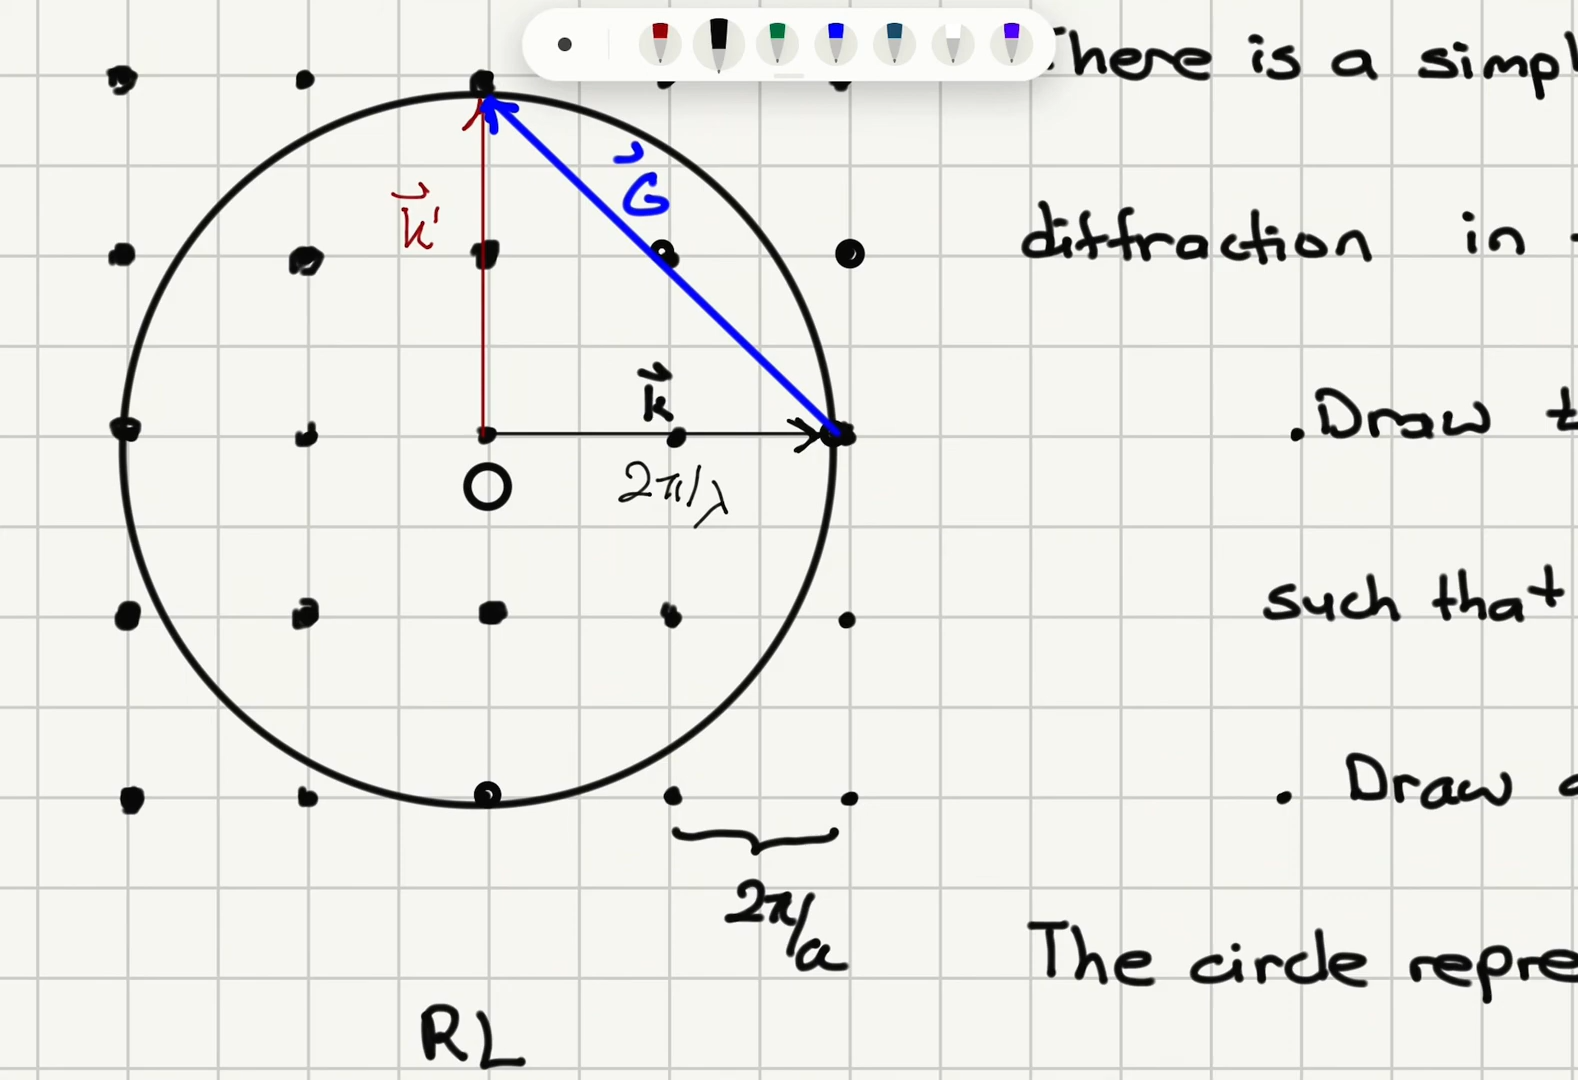 There is a simpl
diffraction in
. Draw t
such that
. Draw a
The circle repre
k⃗'
G⃗
k⃗
2π/λ
O
2π/a
RL